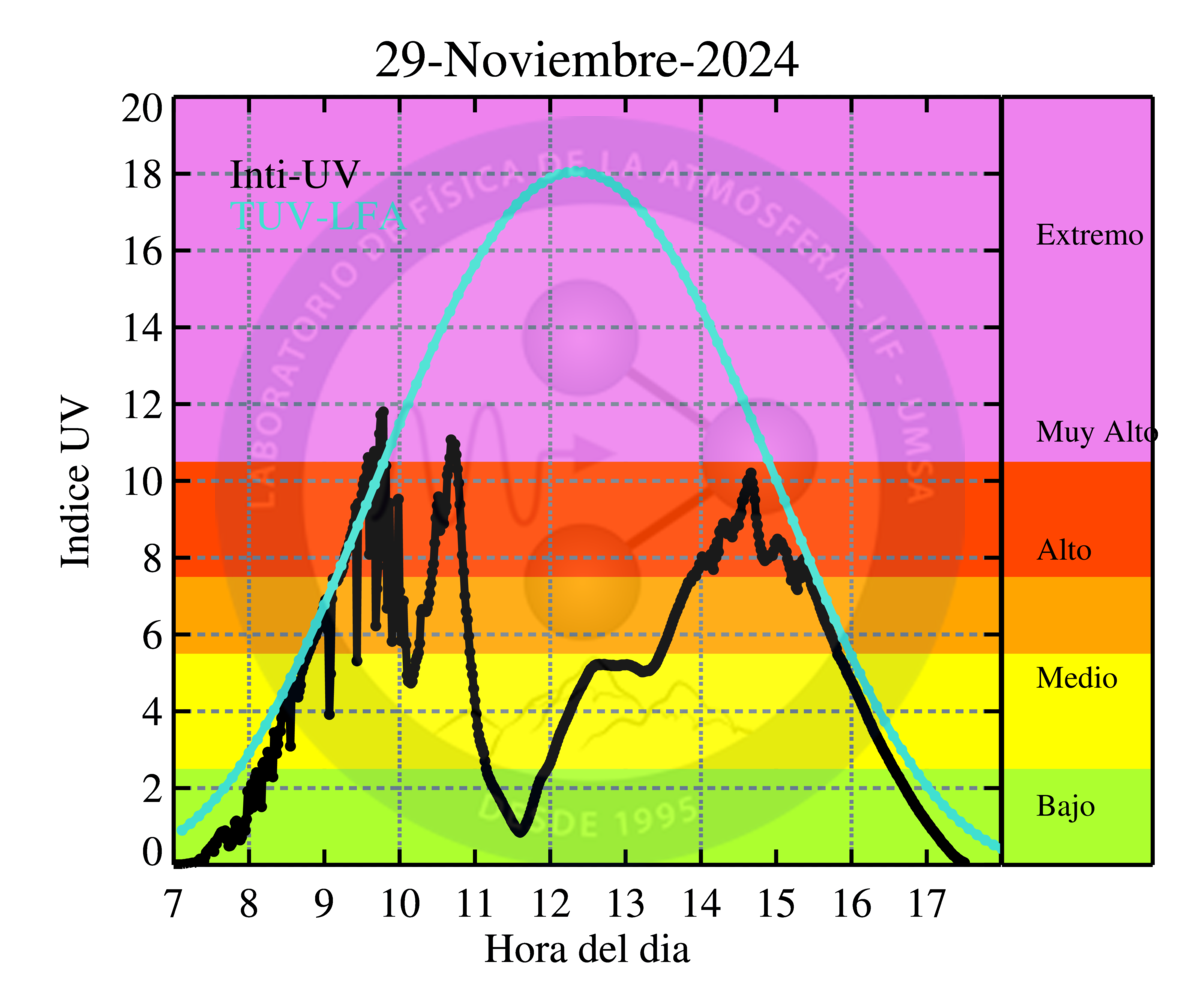 29-Noviembre-2024
Inti-UV
TUV-LFA
Indice UV
20
18
16
14
12
10
8
6
4
2
0
7 8 9 10 11 12 13 14 15 16 17
Hora del dia
Extremo
Muy Alto
Alto
Medio
Bajo
LABORATORIO DE FÍSICA DE LA ATMÓSFERA - IIF - UMSA
DESDE 1995